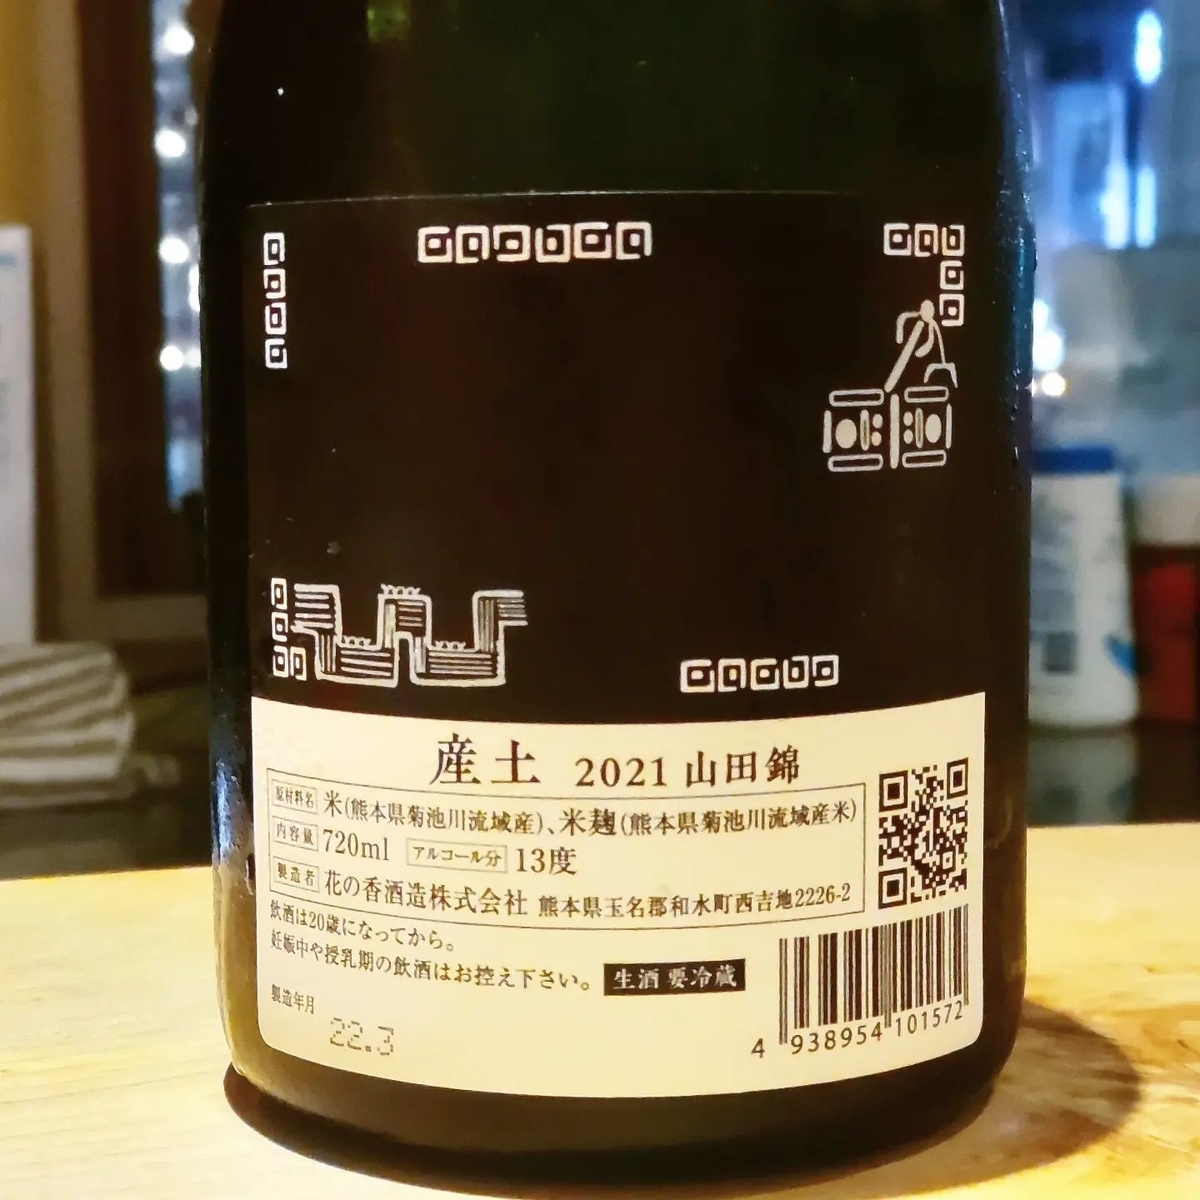 産土 2021 山田錦
原材料名 米(熊本県菊池川流域産)、米麹(熊本県菊池川流域産米)
内容量 720ml アルコール分 13度
製造者 花の香酒造株式会社 熊本県玉名郡和水町西吉地2226-2
飲酒は20歳になってから。
妊娠中や授乳期の飲酒はお控え下さい。 生酒 要冷蔵
製造年月
22.3
4 938954 101572